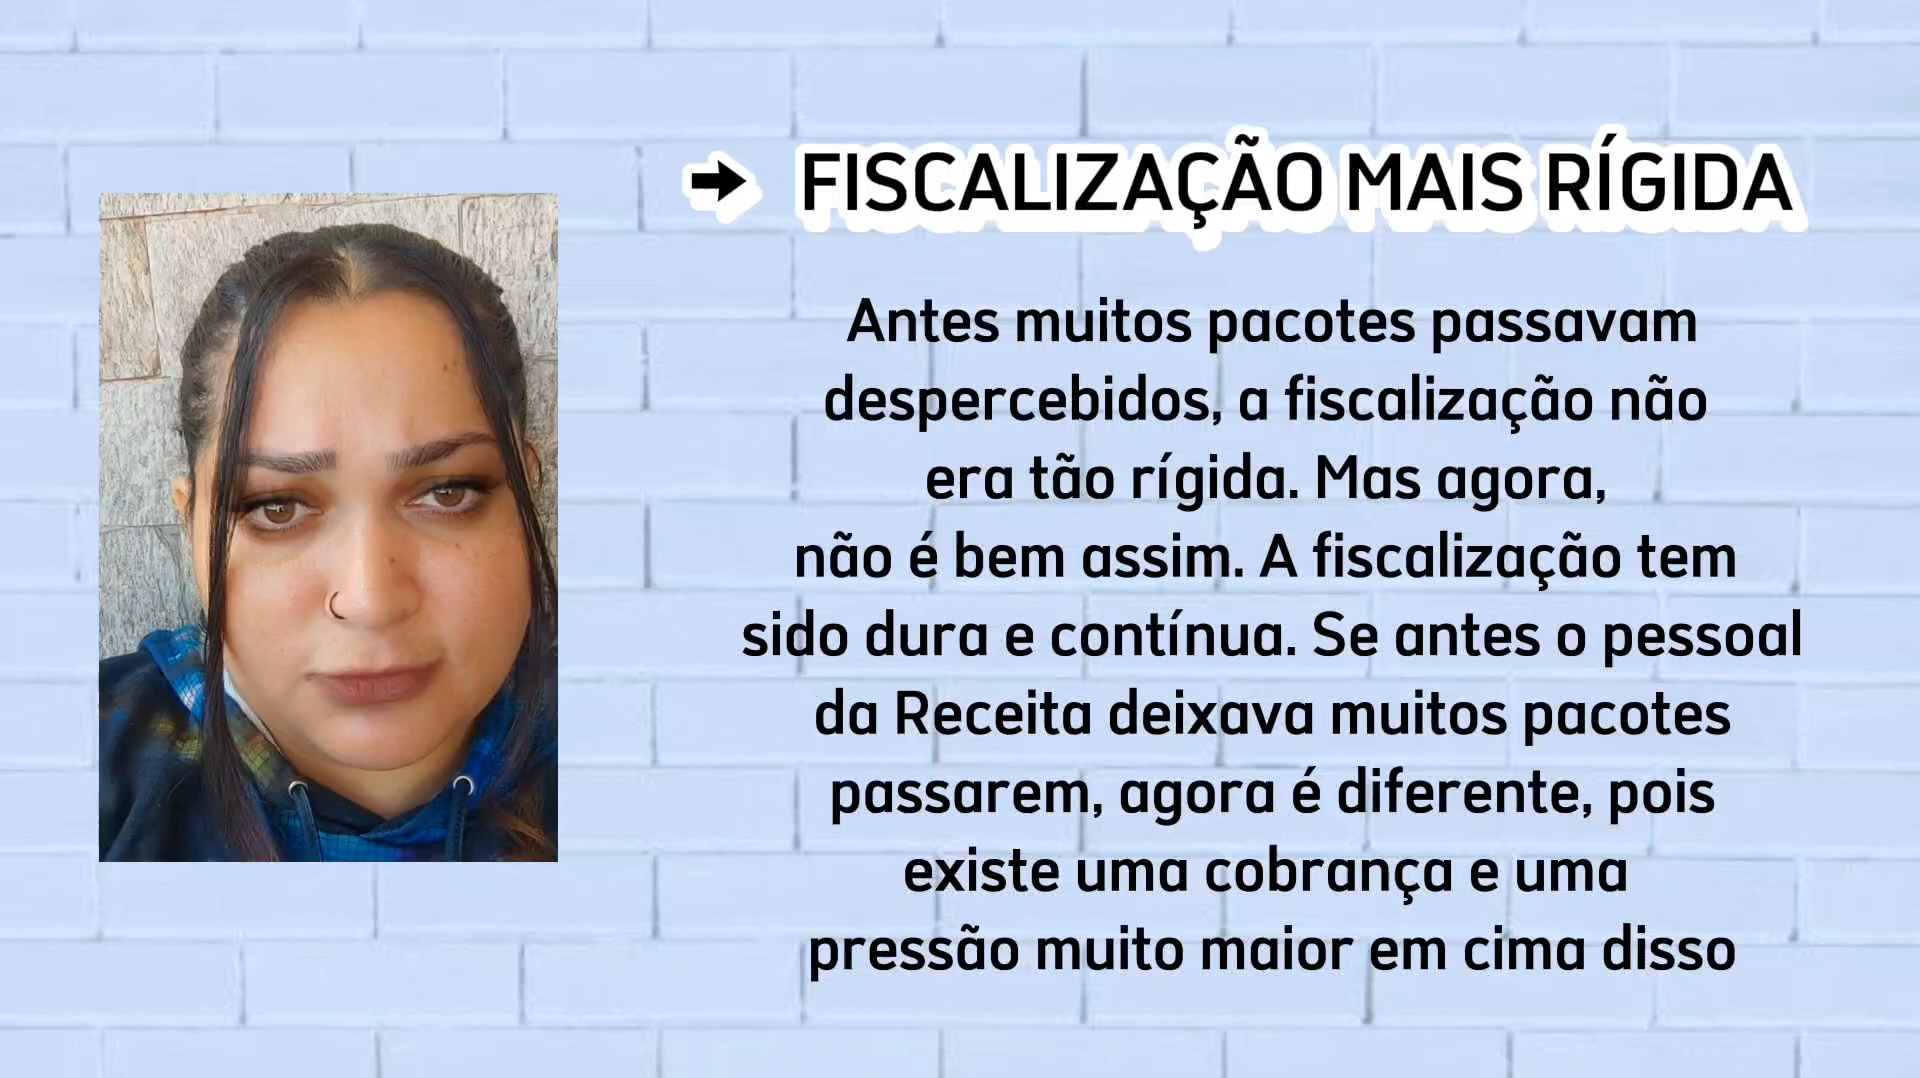 FISCALIZAÇÃO MAIS RÍGIDA
Antes muitos pacotes passavam
despercebidos, a fiscalização não
era tão rígida. Mas agora,
não é bem assim. A fiscalização tem
sido dura e contínua. Se antes o pessoal
da Receita deixava muitos pacotes
passarem, agora é diferente, pois
existe uma cobrança e uma
pressão muito maior em cima disso